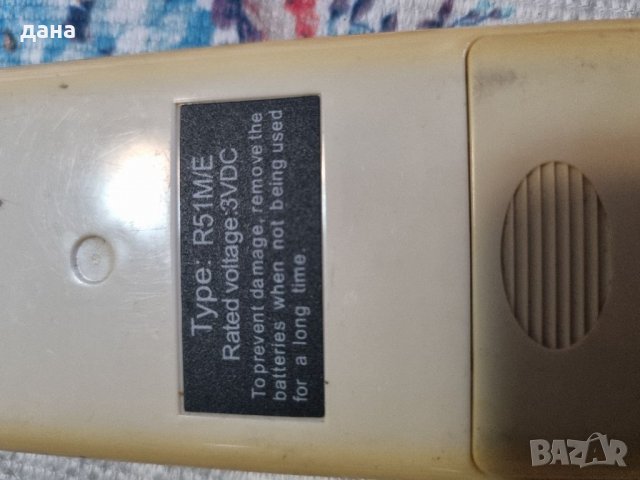 дана
Type: R51M/E
Rated voltage:3VDC
To prevent damage, remove the
batteries when not being used
for a long time.
BAZAR